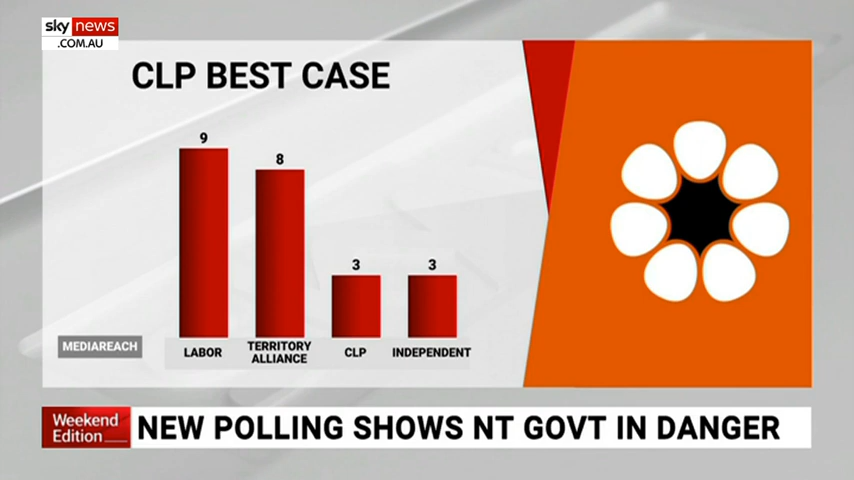 sky news
.COM.AU
CLP BEST CASE
9
8
3
3
MEDIAREACH
LABOR
TERRITORY
ALLIANCE
CLP
INDEPENDENT
Weekend
Edition
NEW POLLING SHOWS NT GOVT IN DANGER